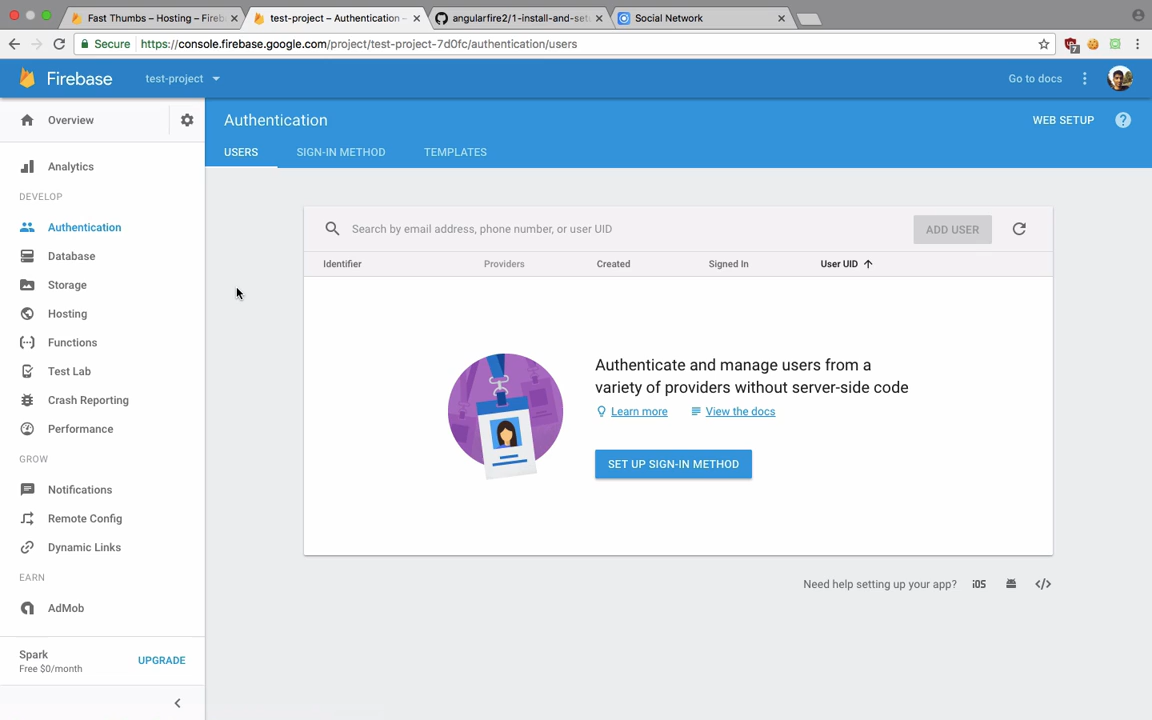 Fast Thumbs – Hosting – Fireb
test-project – Authentication –
angularfire2/1-install-and-set
Social Network
Secure
https://console.firebase.google.com/project/test-project-7d0fc/authentication/users
7
Firebase
test-project
Go to docs
Overview
Authentication
WEB SETUP
?
USERS
SIGN-IN METHOD
TEMPLATES
Analytics
DEVELOP
Authentication
Database
Storage
Hosting
Functions
Test Lab
Crash Reporting
Performance
GROW
Notifications
Remote Config
Dynamic Links
EARN
AdMob
Spark
Free $0/month
UPGRADE
Search by email address, phone number, or user UID
ADD USER
Identifier
Providers
Created
Signed In
User UID
Authenticate and manage users from a
variety of providers without server-side code
Learn more
View the docs
SET UP SIGN-IN METHOD
Need help setting up your app?
iOS